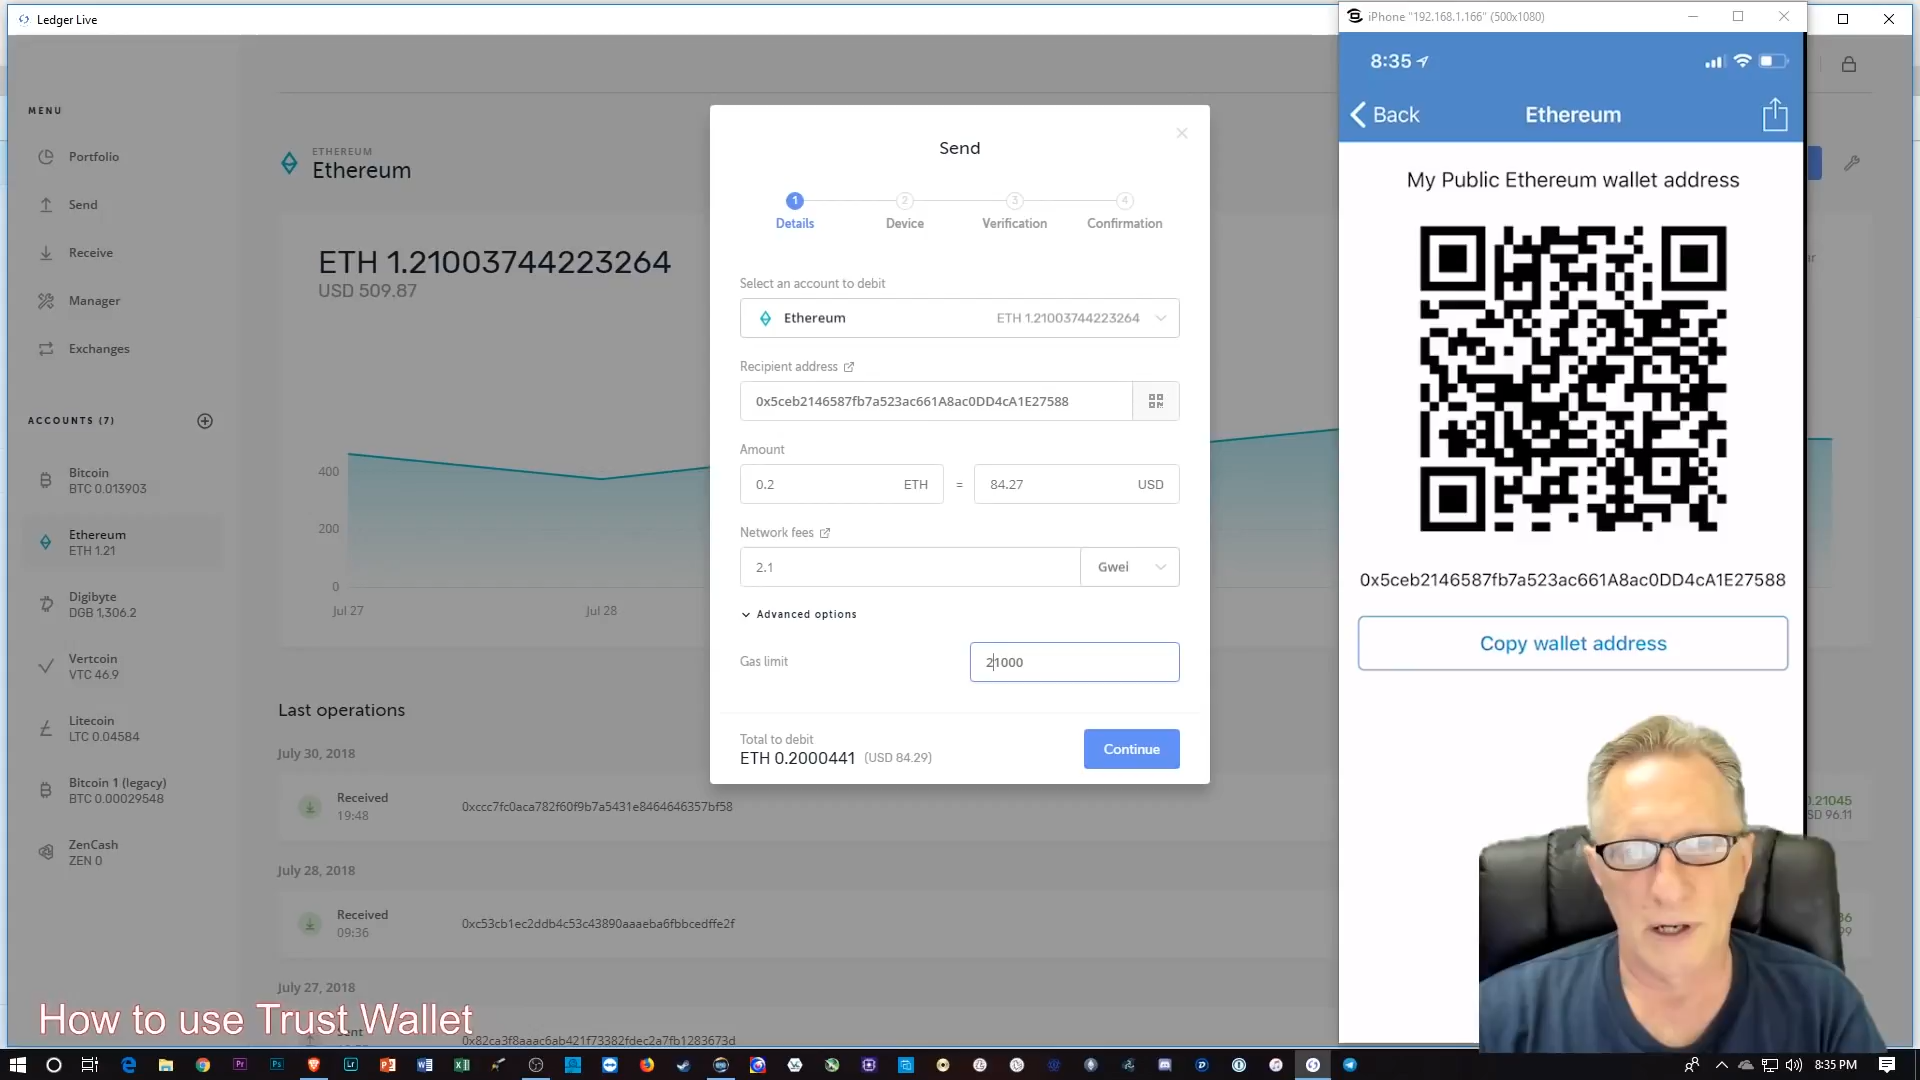 Ledger Live
iPhone "192.168.1.166" (500x1080)
MENU
Portfolio
Send
Receive
Manager
Exchanges
ACCOUNTS (7)
Bitcoin
BTC 0.013903
Ethereum
ETH 1.21
Digibyte
DGB 1,306.2
Vertcoin
VTC 46.9
Litecoin
LTC 0.04584
Bitcoin 1 (legacy)
BTC 0.00029548
ZenCash
ZEN 0
ETHEREUM
Ethereum
ETH 1.21003744223264
USD 509.87
400
200
0
Jul 27
Jul 28
Last operations
July 30, 2018
Received
19:48
0xccc7fc0aca782f60f9b7a5431e8464646357bf58
0.21045
USD 96.11
July 28, 2018
Received
09:36
0xc53cb1ec2ddb4c53c43890aaaeba6fbbcedffe2f
July 27, 2018
Sent
0x82ca3f8aaac6ab421f73382fdec2a7fb1283673d
Send
1
2
3
4
Details
Device
Verification
Confirmation
Select an account to debit
Ethereum
ETH 1.21003744223264
Recipient address
0x5ceb2146587fb7a523ac661A8ac0DD4cA1E27588
Amount
0.2 ETH = 84.27 USD
Network fees
2.1
Gwei
Advanced options
Gas limit
21000
Total to debit
ETH 0.2000441 (USD 84.29)
Continue
8:35
Back
Ethereum
My Public Ethereum wallet address
0x5ceb2146587fb7a523ac661A8ac0DD4cA1E27588
Copy wallet address
How to use Trust Wallet
8:35 PM